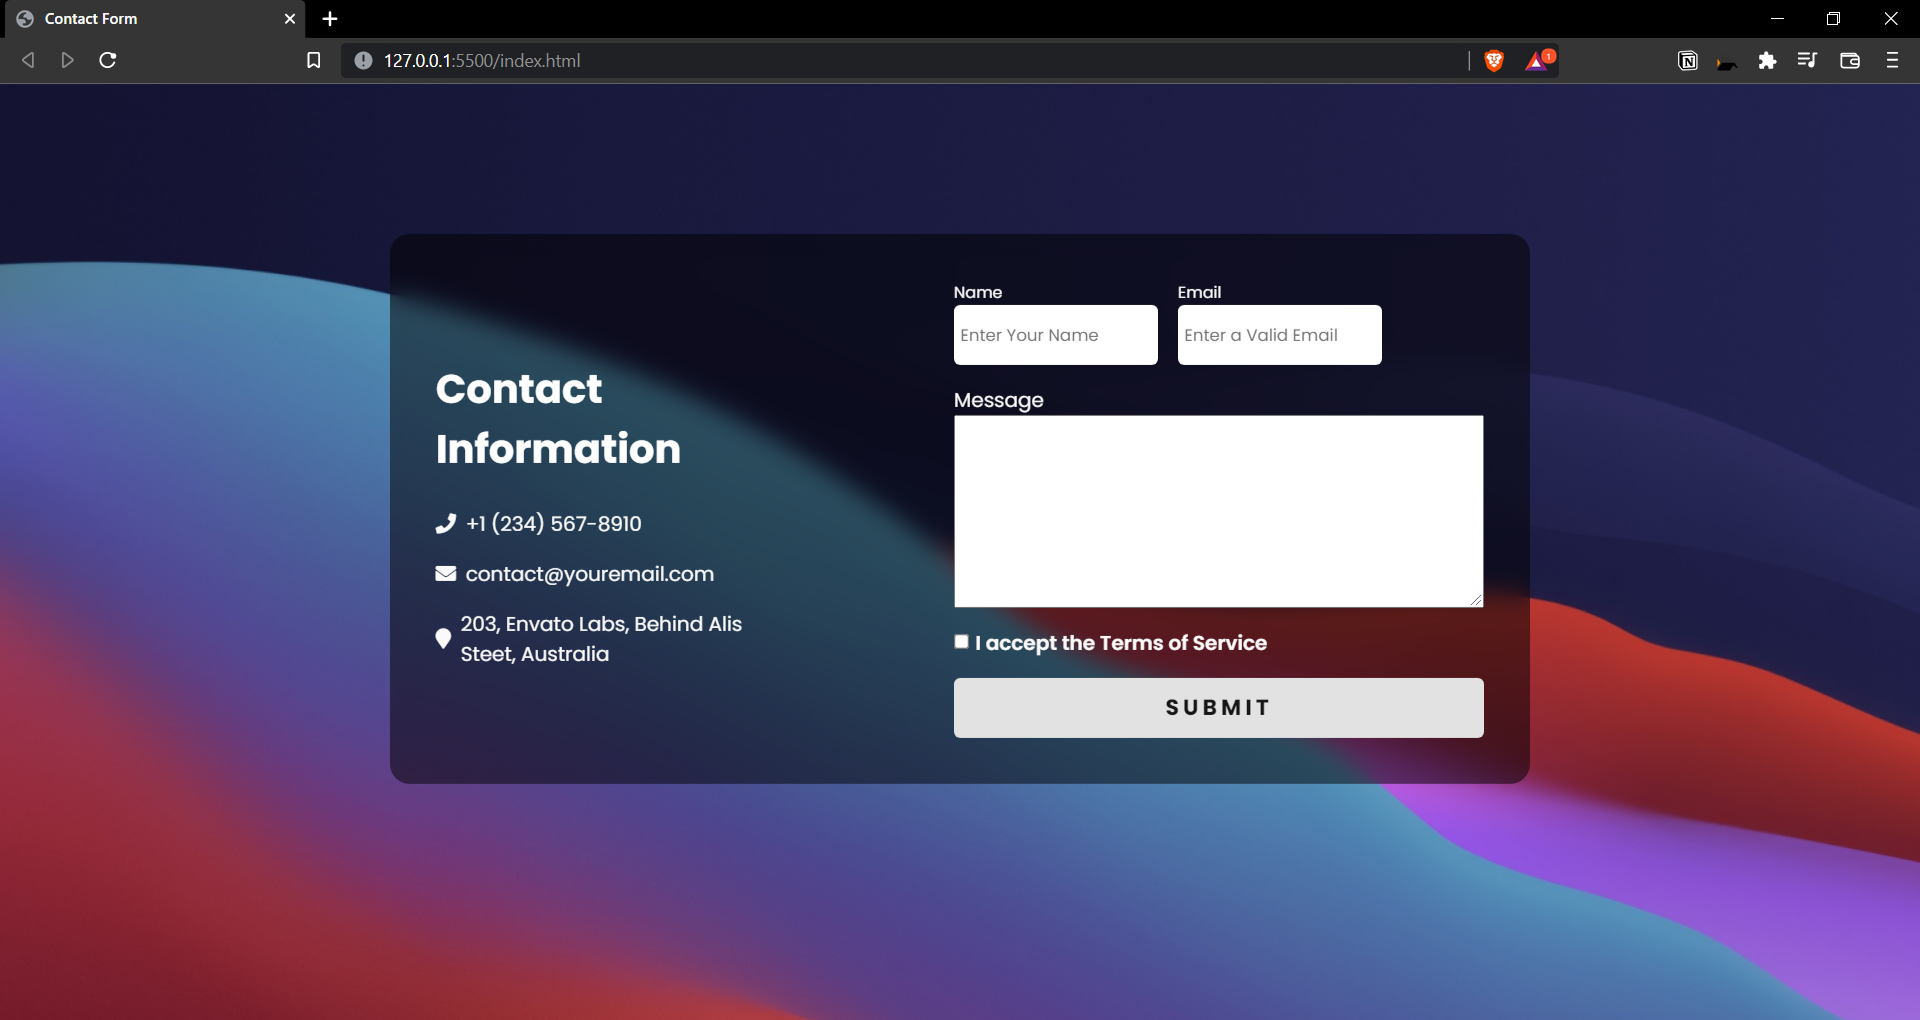 Contact Form
127.0.0.1:5500/index.html
1
Contact
Information
+1 (234) 567-8910
contact@youremail.com
203, Envato Labs, Behind Alis
Steet, Australia
Name
Email
Enter Your Name
Enter a Valid Email
Message
I accept the Terms of Service
SUBMIT